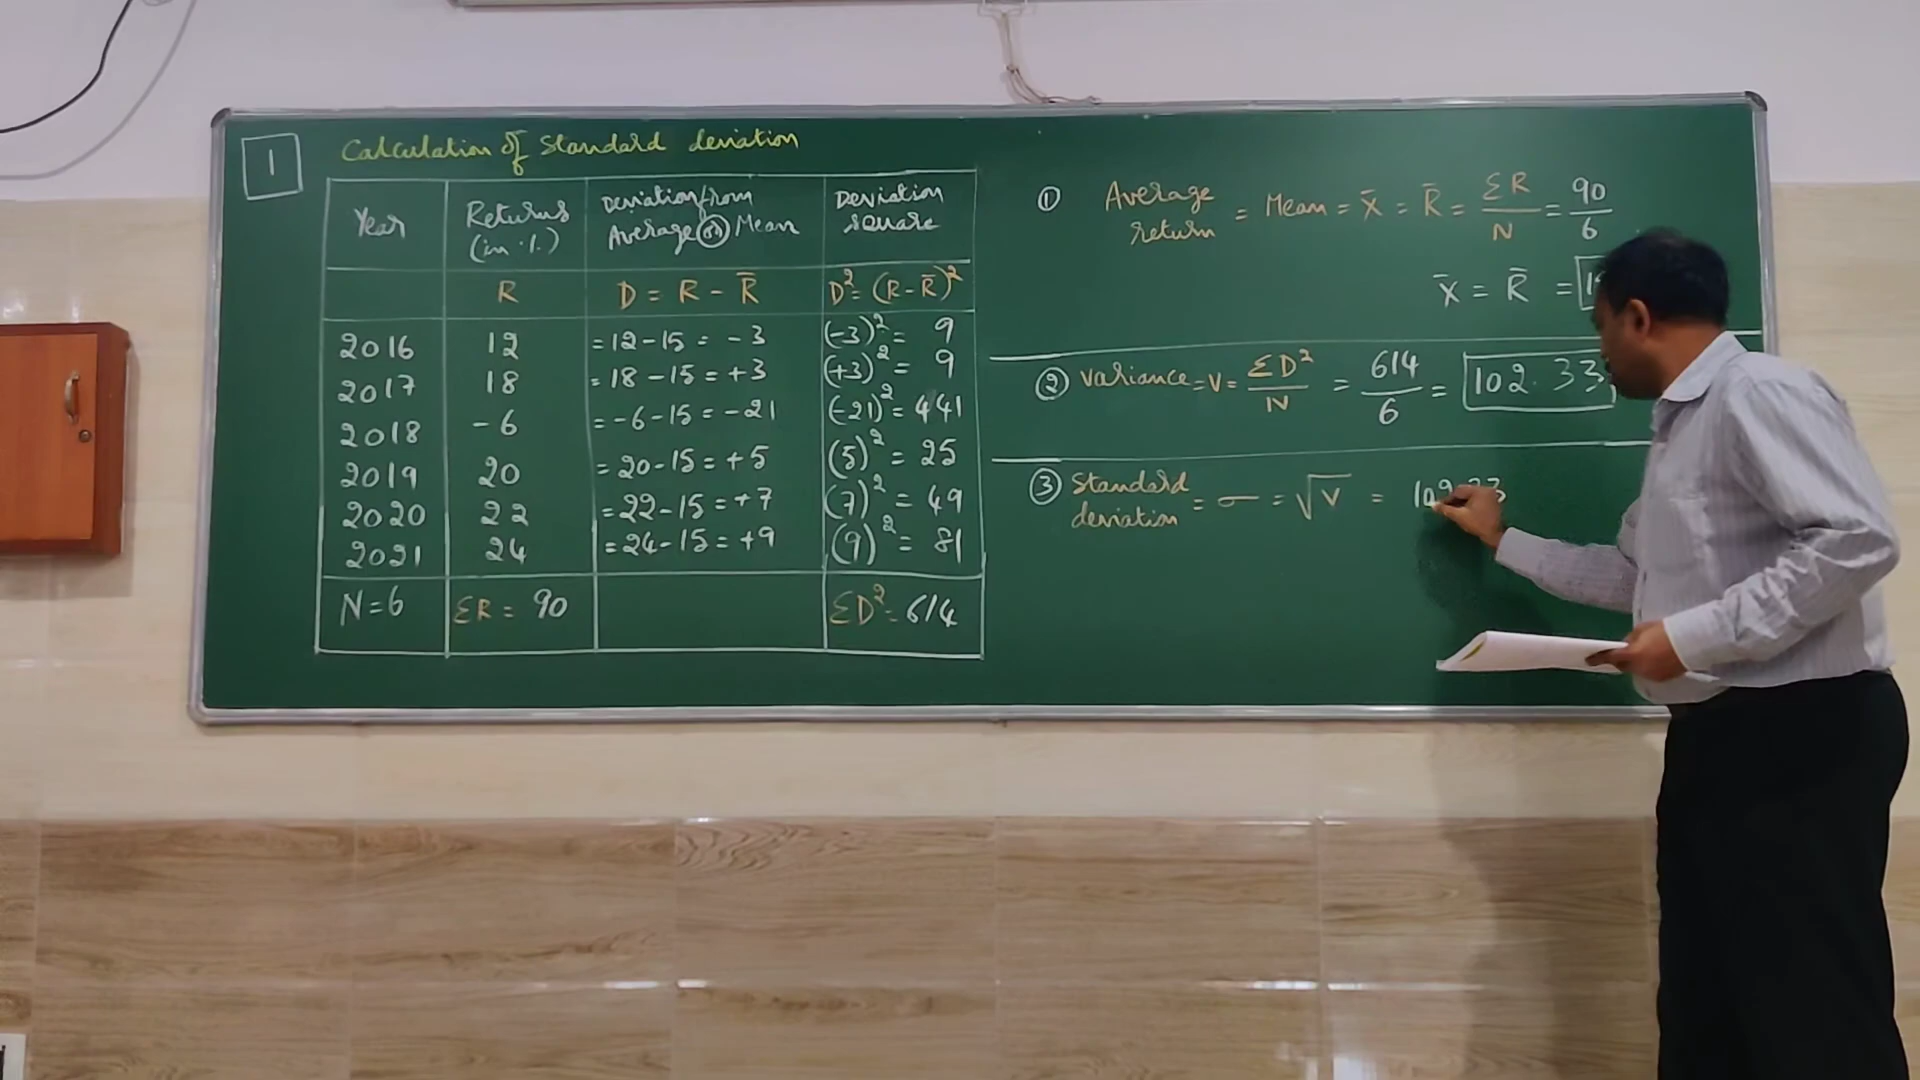 1
Calculation of Standard deviation
Year Returns (in %) Deviation from Average (or) Mean Deviation square
R D = R - R̄ D² = (R-R̄)²
2016 12 = 12-15 = -3 (-3)² = 9
2017 18 = 18-15 = +3 (+3)² = 9
2018 -6 = -6-15 = -21 (-21)² = 441
2019 20 = 20-15 = +5 (5)² = 25
2020 22 = 22-15 = +7 (7)² = 49
2021 24 = 24-15 = +9 (9)² = 81
N=6 ΣR = 90 ΣD² = 614
① Average return = Mean = x̄ = R̄ = ΣR/N = 90/6
x̄ = R̄ =
② Variance = V = ΣD²/N = 614/6 = 102.33
③ Standard deviation = σ = √V =